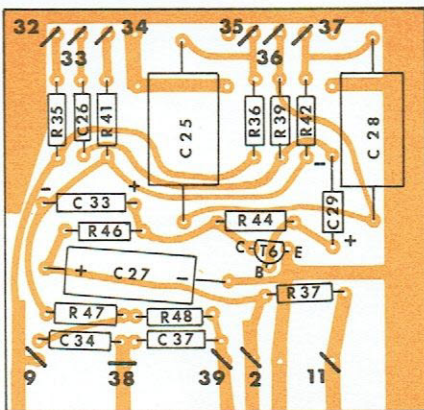 32 34 35 37
33 36
R35 C26 R41 C25 R36 R39 R42 C28
-
- + C33 R44 C29
R46 C T6 E +
+ C27 - B
R37
R47 R48
C34 C37
9 38 39 2 11